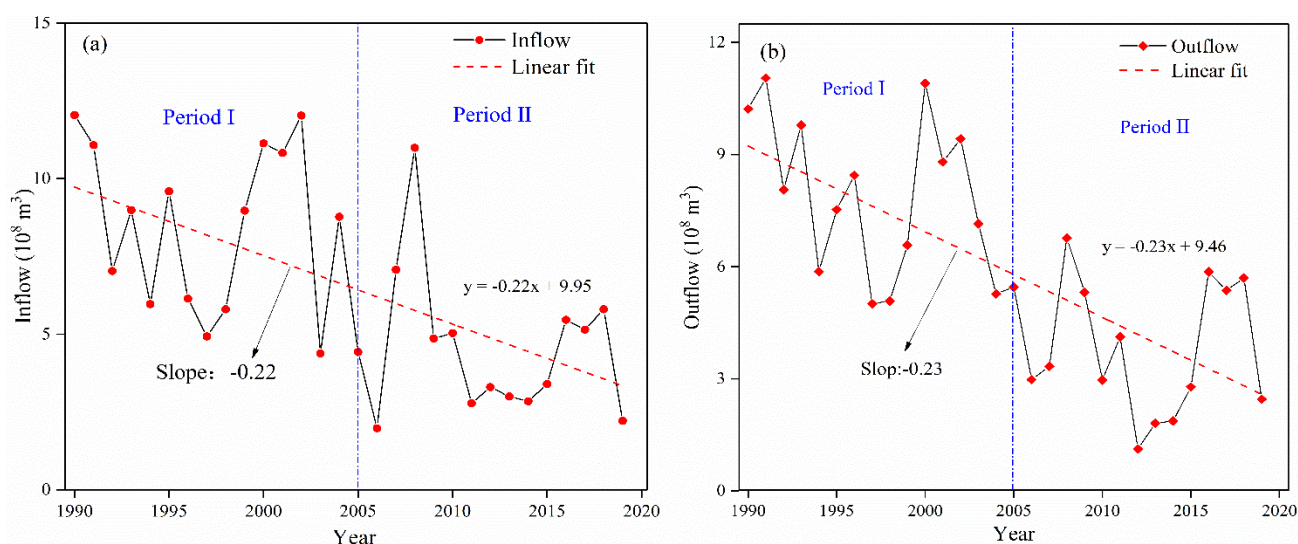 (a)
Inflow
Linear fit
Period I
Period II
y = -0.22x + 9.95
Slope： -0.22
Inflow (10⁸ m³)
15
10
5
0
1990 1995 2000 2005 2010 2015 2020
Year
(b)
Outflow
Linear fit
Period I
Period II
y = -0.23x + 9.46
Slop:-0.23
Outflow (10⁸ m³)
12
9
6
3
0
1990 1995 2000 2005 2010 2015 2020
Year